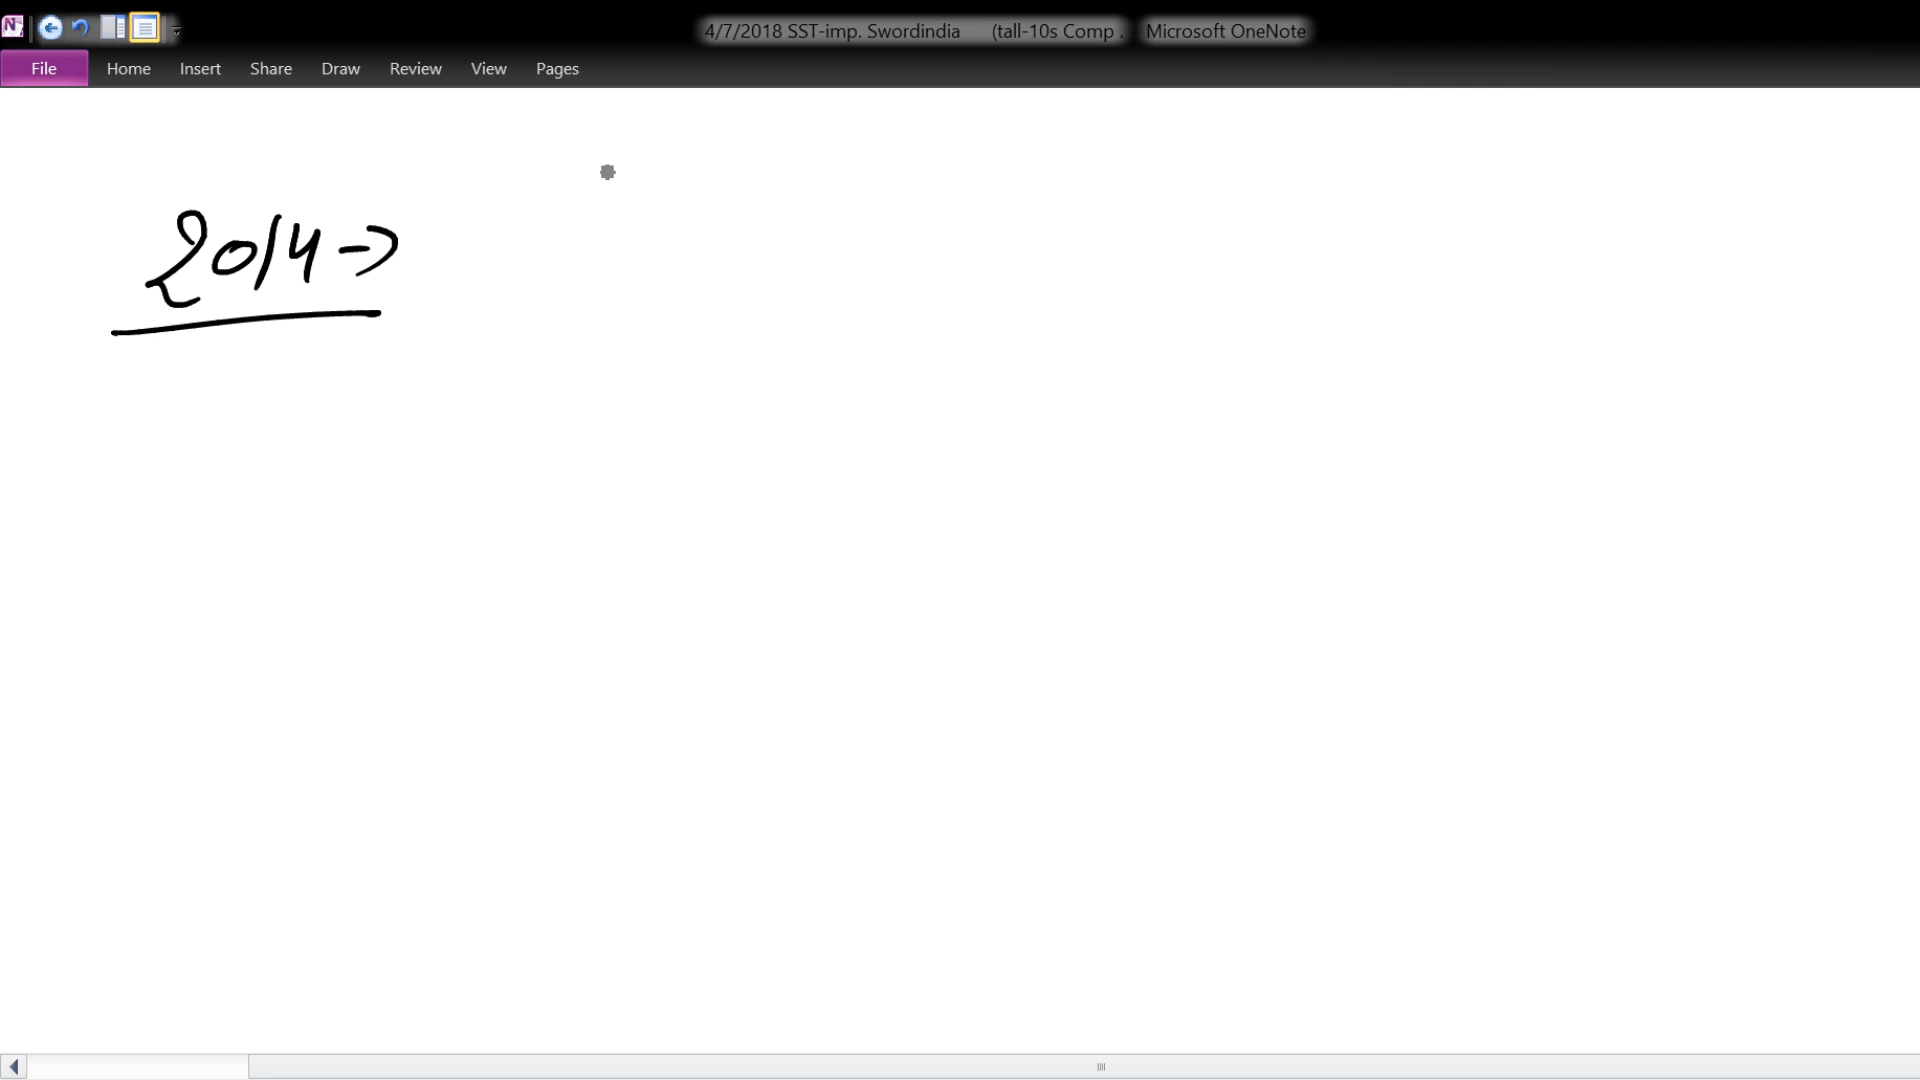 4/7/2018 SST-imp. Swordindia (tall-10s Comp . - Microsoft OneNote
File Home Insert Share Draw Review View Pages
2014 →